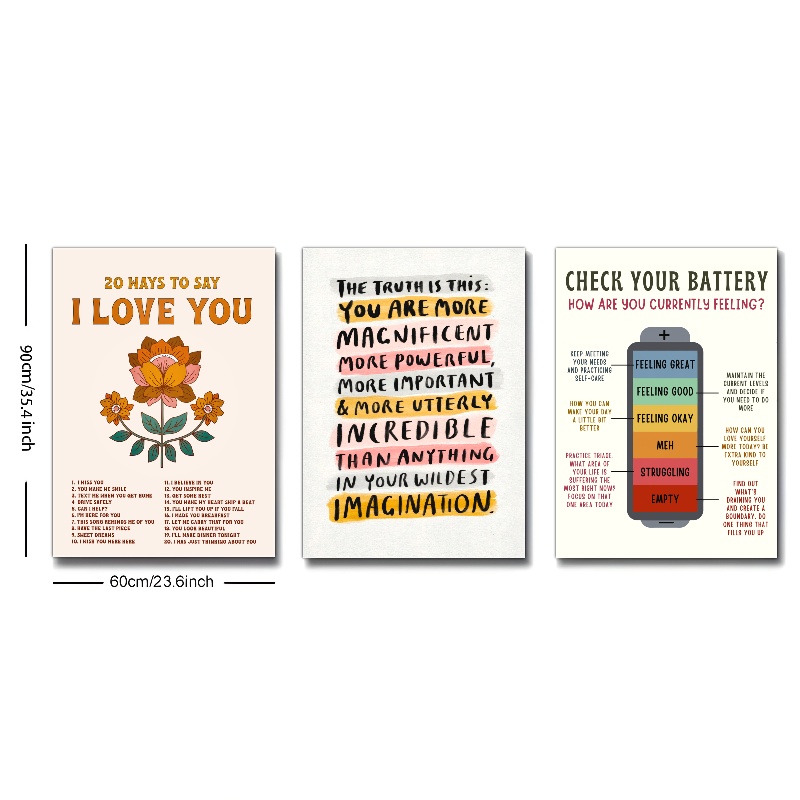 90cm/35.4 inch
60cm/23.6inch
20 WAYS TO SAY
I LOVE YOU
1. I MISS YOU
2. YOU MAKE ME SMILE
3. TEXT ME WHEN YOU GET HOME
4. DRIVE SAFELY
5. CAN I HELP?
6. I'M HERE FOR YOU
7. THIS SONG REMINDS ME OF YOU
8. HAVE THE LAST PIECE
9. SWEET DREAMS
10. I WISH YOU WERE HERE
11. I BELIEVE IN YOU
12. YOU INSPIRE ME
13. GET SOME REST
14. YOU MAKE MY HEART SKIP A BEAT
15. I'LL LIFT YOU UP IF YOU FALL
16. I MADE YOU BREAKFAST
17. LET ME CARRY THAT FOR YOU
18. YOU LOOK BEAUTIFUL
19. I'LL MAKE DINNER TONIGHT
20. I WAS JUST THINKING ABOUT YOU
THE TRUTH IS THIS:
YOU ARE MORE
MAGNIFICENT
MORE POWERFUL,
MORE IMPORTANT
& MORE UTTERLY
INCREDIBLE
THAN ANYTHING
IN YOUR WILDEST
IMAGINATION.
CHECK YOUR BATTERY
HOW ARE YOU CURRENTLY FEELING?
+
FEELING GREAT
FEELING GOOD
FEELING OKAY
MEH
STRUGGLING
EMPTY
−
KEEP MEETING
YOUR NEEDS
AND PRACTICING
SELF-CARE
HOW YOU CAN
MAKE YOUR DAY
A LITTLE BIT
BETTER
PRACTICE TRIAGE.
WHAT AREA OF
YOUR LIFE IS
SUFFERING THE
MOST RIGHT NOW?
FOCUS ON THAT
ONE AREA TODAY
MAINTAIN THE
CURRENT LEVELS
AND DECIDE IF
YOU NEED TO DO
MORE
HOW CAN YOU
LOVE YOURSELF
MORE TODAY? BE
EXTRA KIND TO
YOURSELF
FIND OUT
WHAT'S
DRAINING YOU
AND CREATE A
BOUNDARY. DO
ONE THING THAT
FILLS YOU UP